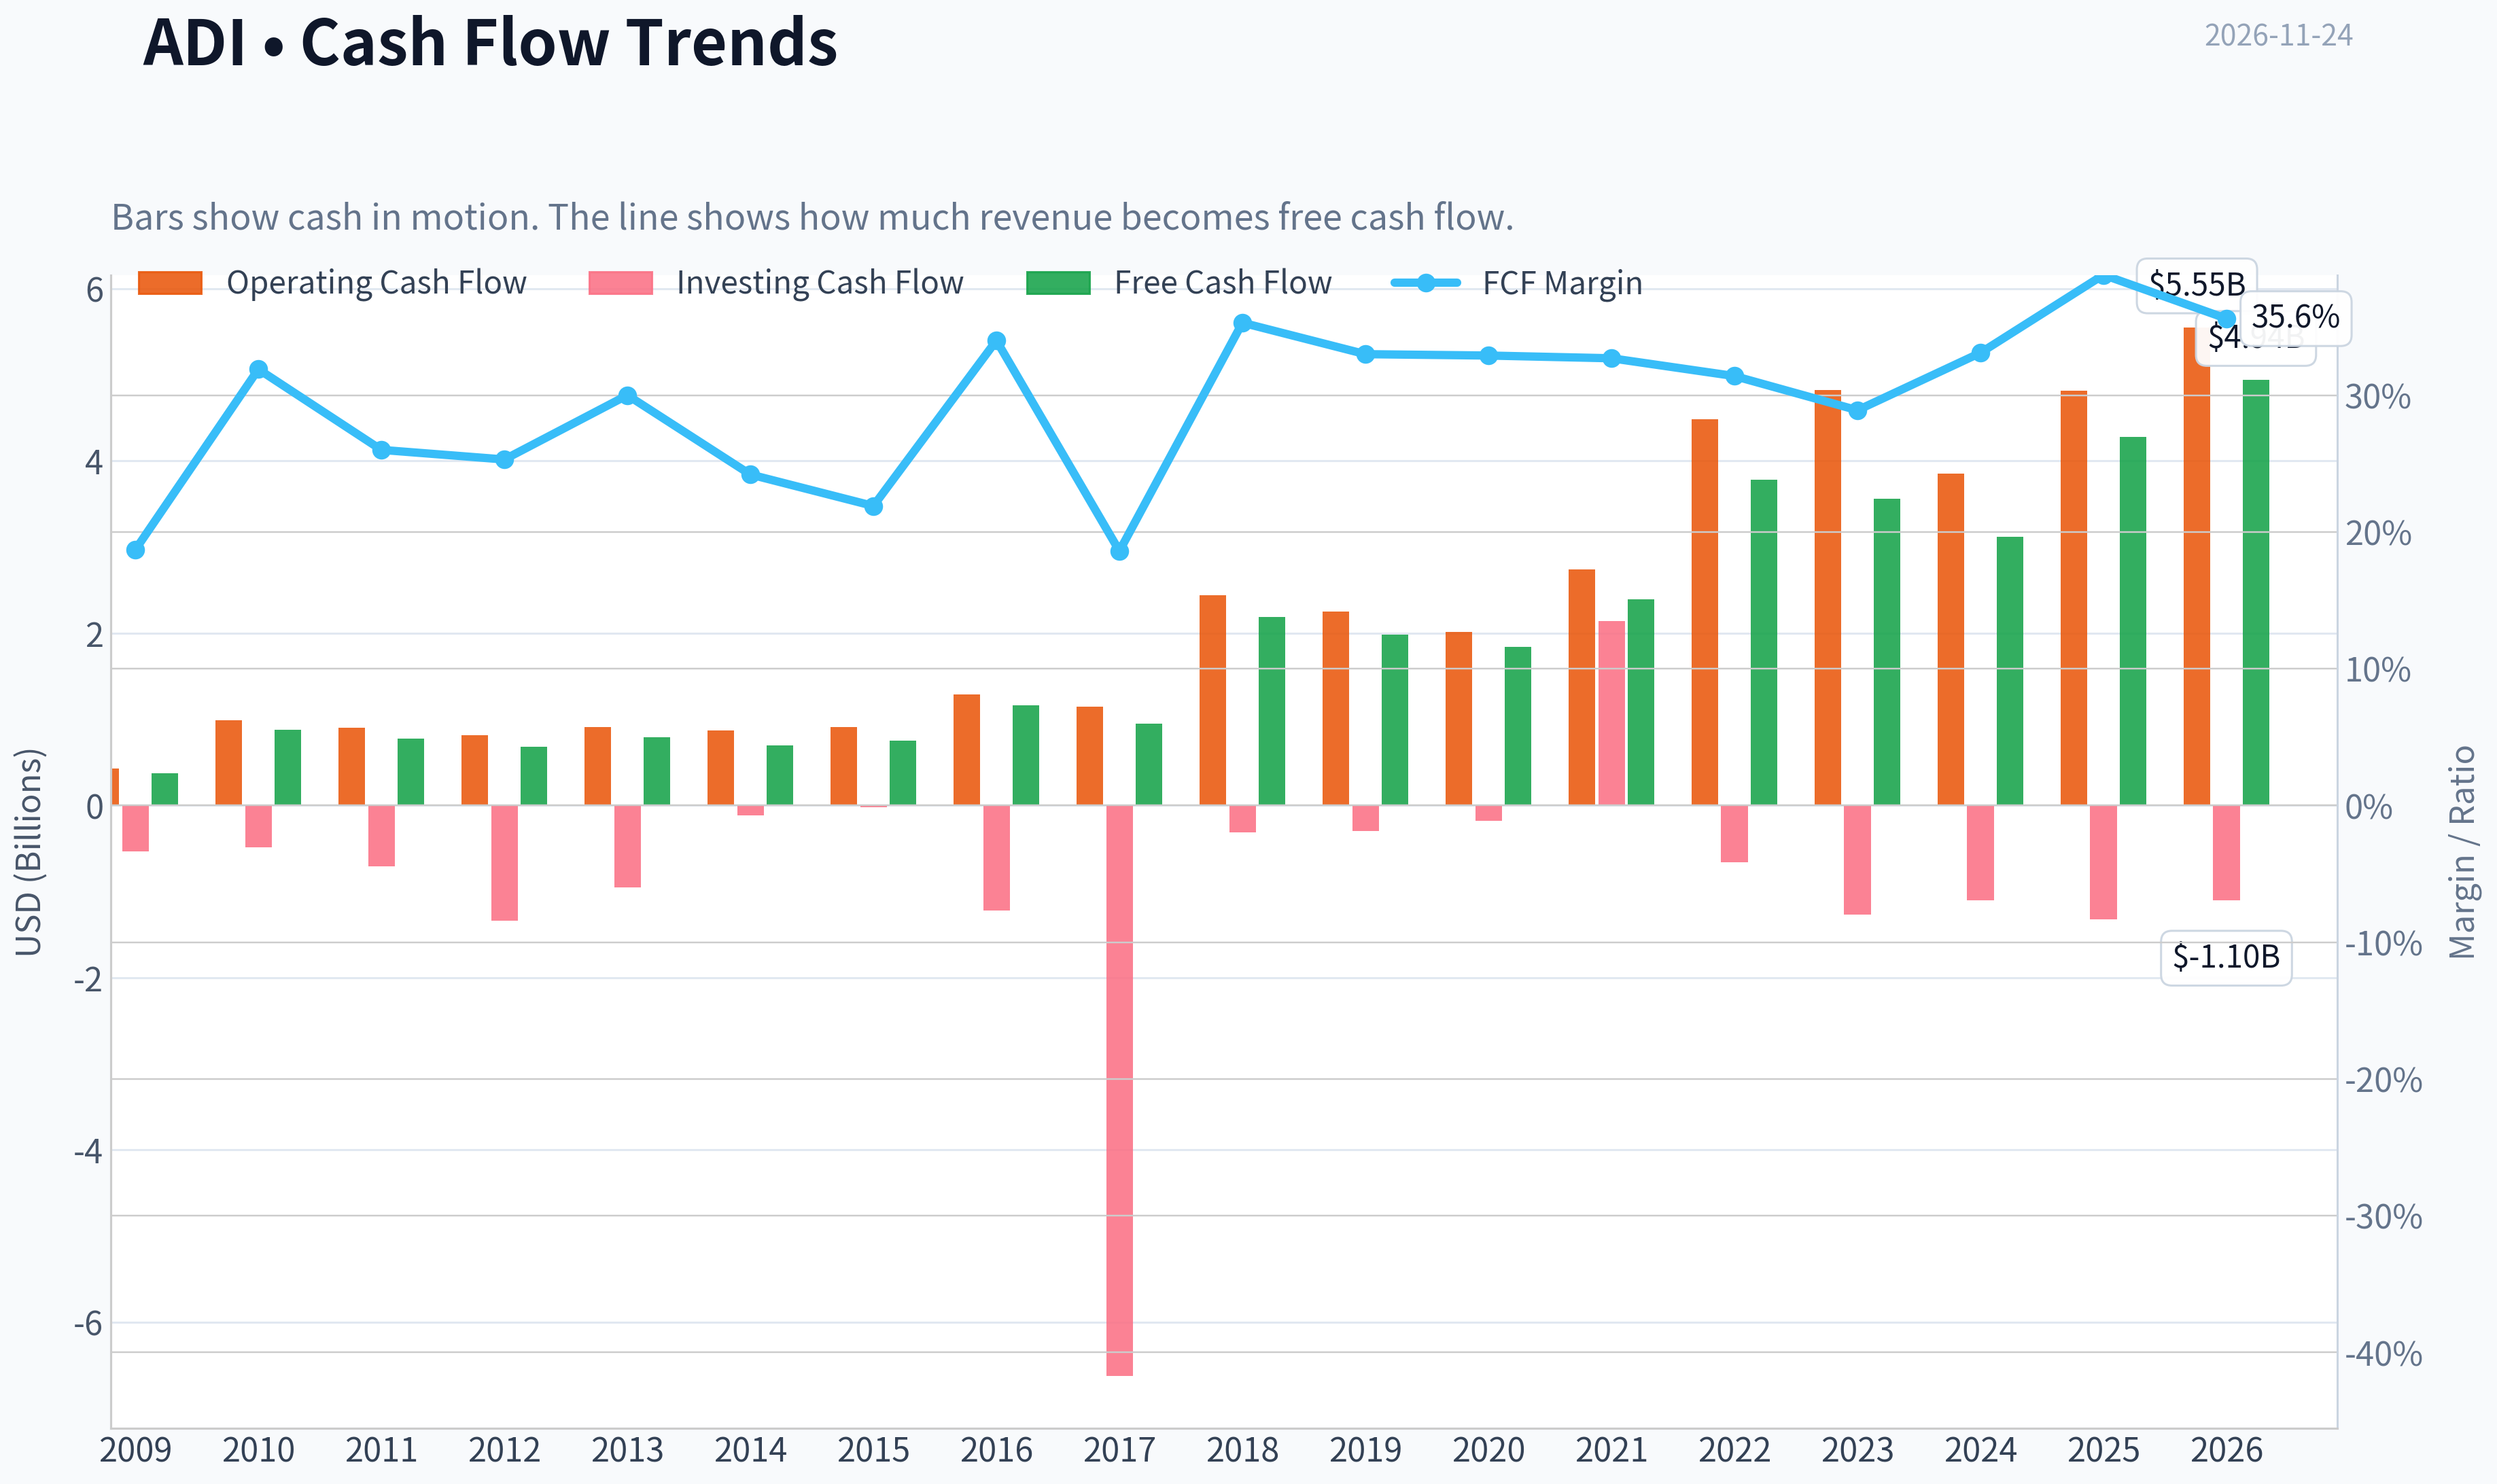 ADI • Cash Flow Trends
2026-11-24
Bars show cash in motion. The line shows how much revenue becomes free cash flow.
Operating Cash Flow
Investing Cash Flow
Free Cash Flow
FCF Margin
$5.55B
35.6%
$4.94B
$-1.10B
6
4
2
0
-2
-4
-6
USD (Billions)
30%
20%
10%
0%
-10%
-20%
-30%
-40%
Margin / Ratio
2009 2010 2011 2012 2013 2014 2015 2016 2017 2018 2019 2020 2021 2022 2023 2024 2025 2026